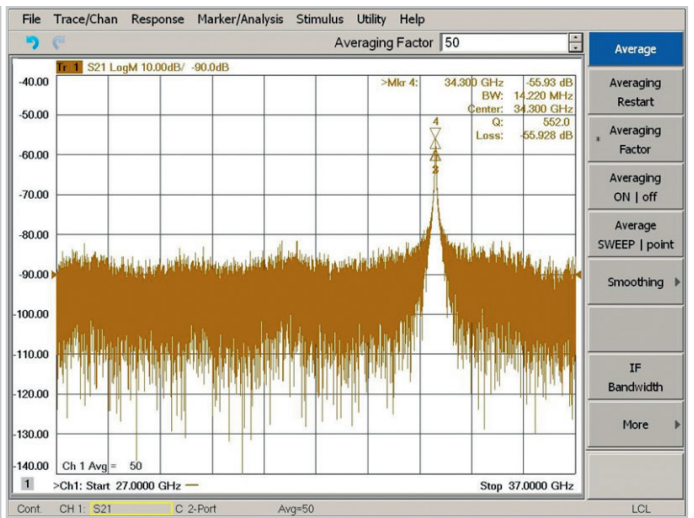 File Trace/Chan Response Marker/Analysis Stimulus Utility Help
Averaging Factor 50
Tr 1 S21 LogM 10.00dB/ -90.0dB
>Mkr 4: 34.300 GHz -55.93 dB
BW: 14.220 MHz
Center: 34.300 GHz
Q: 552.0
Loss: -55.928 dB
4
3
-40.00
-50.00
-60.00
-70.00
-80.00
-90.00
-100.00
-110.00
-120.00
-130.00
-140.00
Ch 1 Avg = 50
1 >Ch1: Start 27.0000 GHz
Stop 37.0000 GHz
Cont. CH 1: S21 C 2-Port Avg=50 LCL
Average
Averaging
Restart
* Averaging
Factor
Averaging
ON | off
Average
SWEEP | point
Smoothing
IF
Bandwidth
More